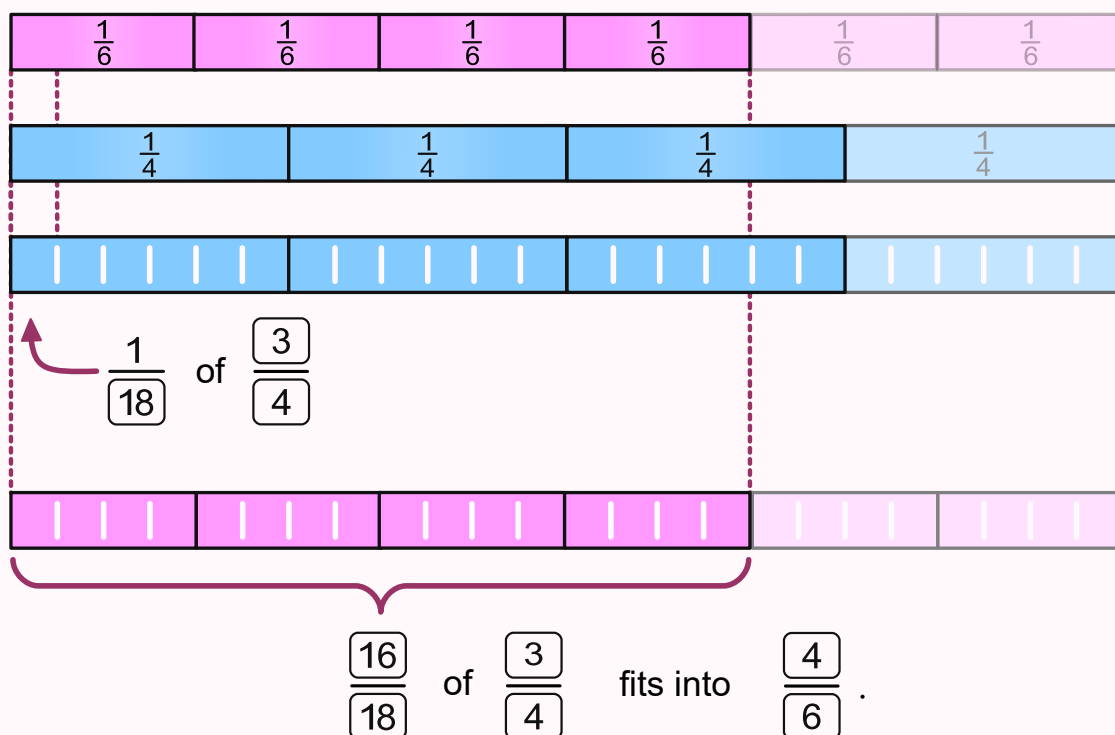 1/6 1/6 1/6 1/6 1/6 1/6
1/4 1/4 1/4 1/4
1/18 of 3/4
16/18 of 3/4 fits into 4/6 .